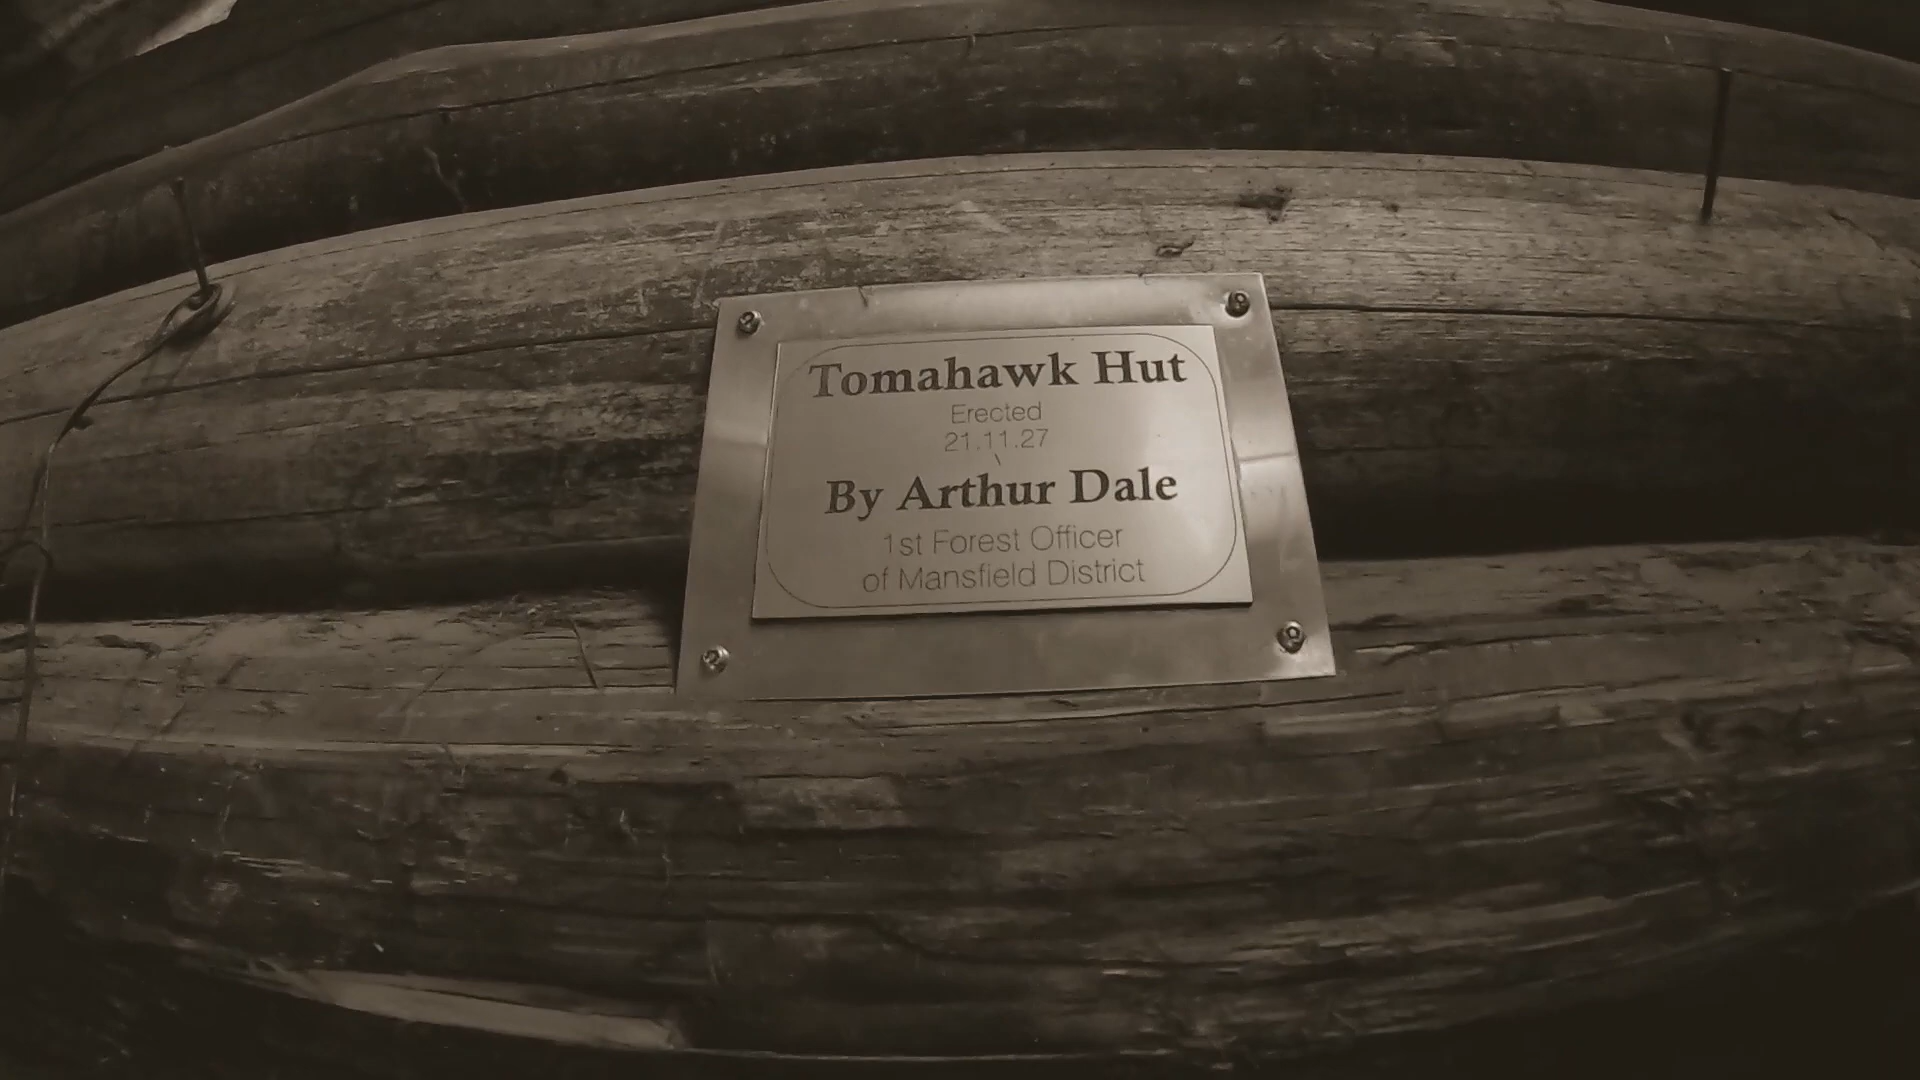 Tomahawk Hut
Erected
21.11.27
By Arthur Dale
1st Forest Officer
of Mansfield District